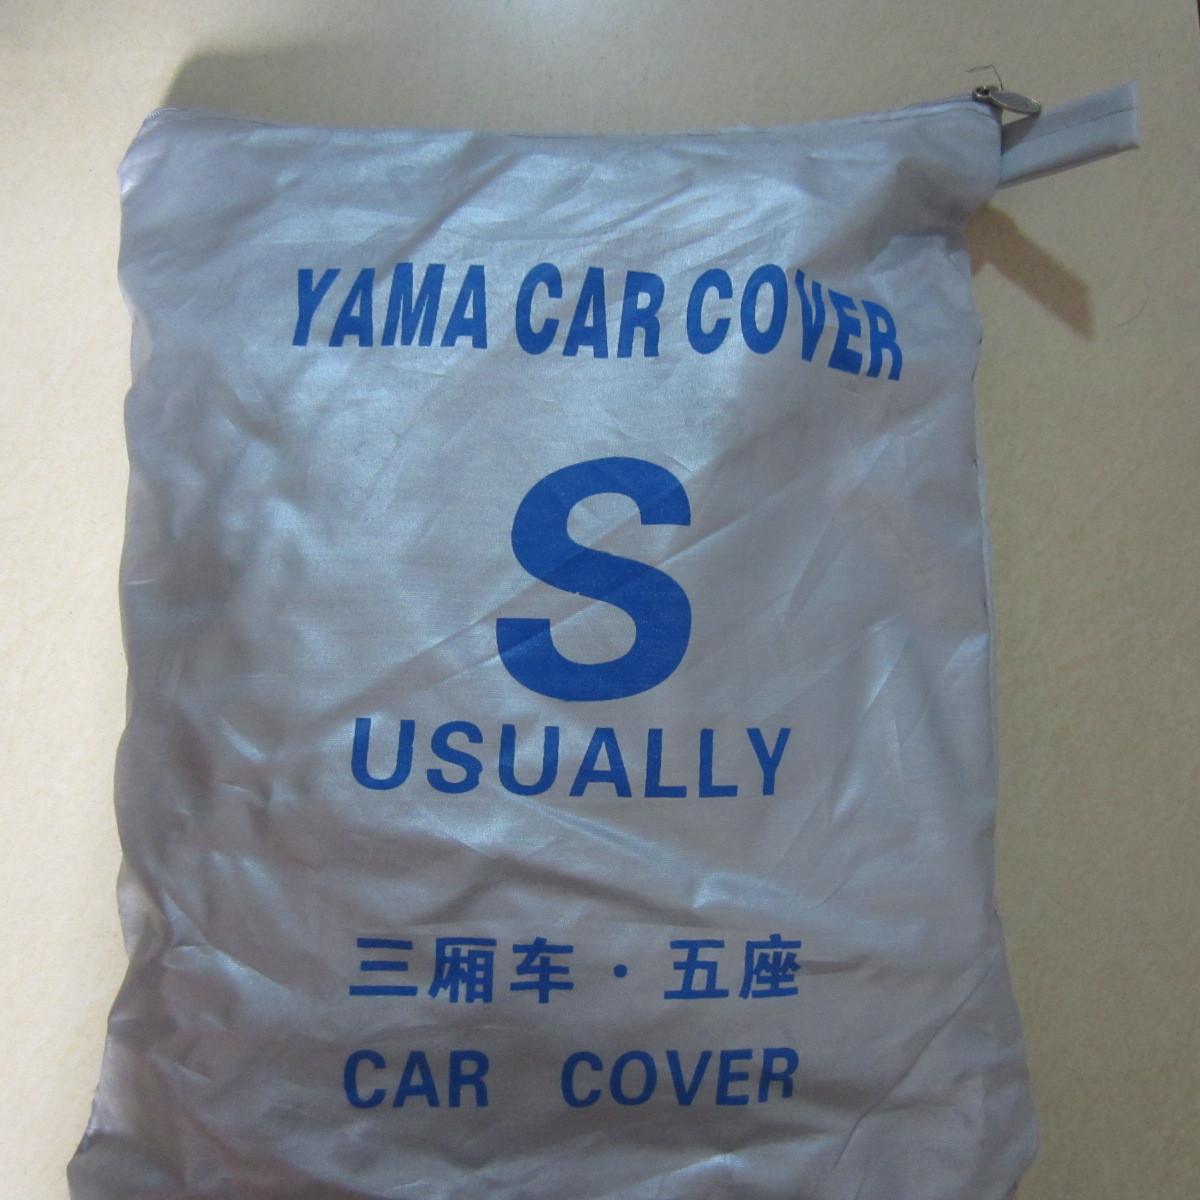 YAMA CAR COVER
S
USUALLY
三厢车·五座
CAR COVER